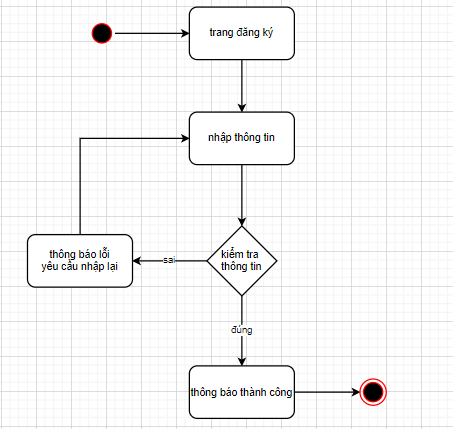 trang đăng ký
nhập thông tin
kiểm tra
thông tin
sai
thông báo lỗi
yêu cầu nhập lại
đúng
thông báo thành công